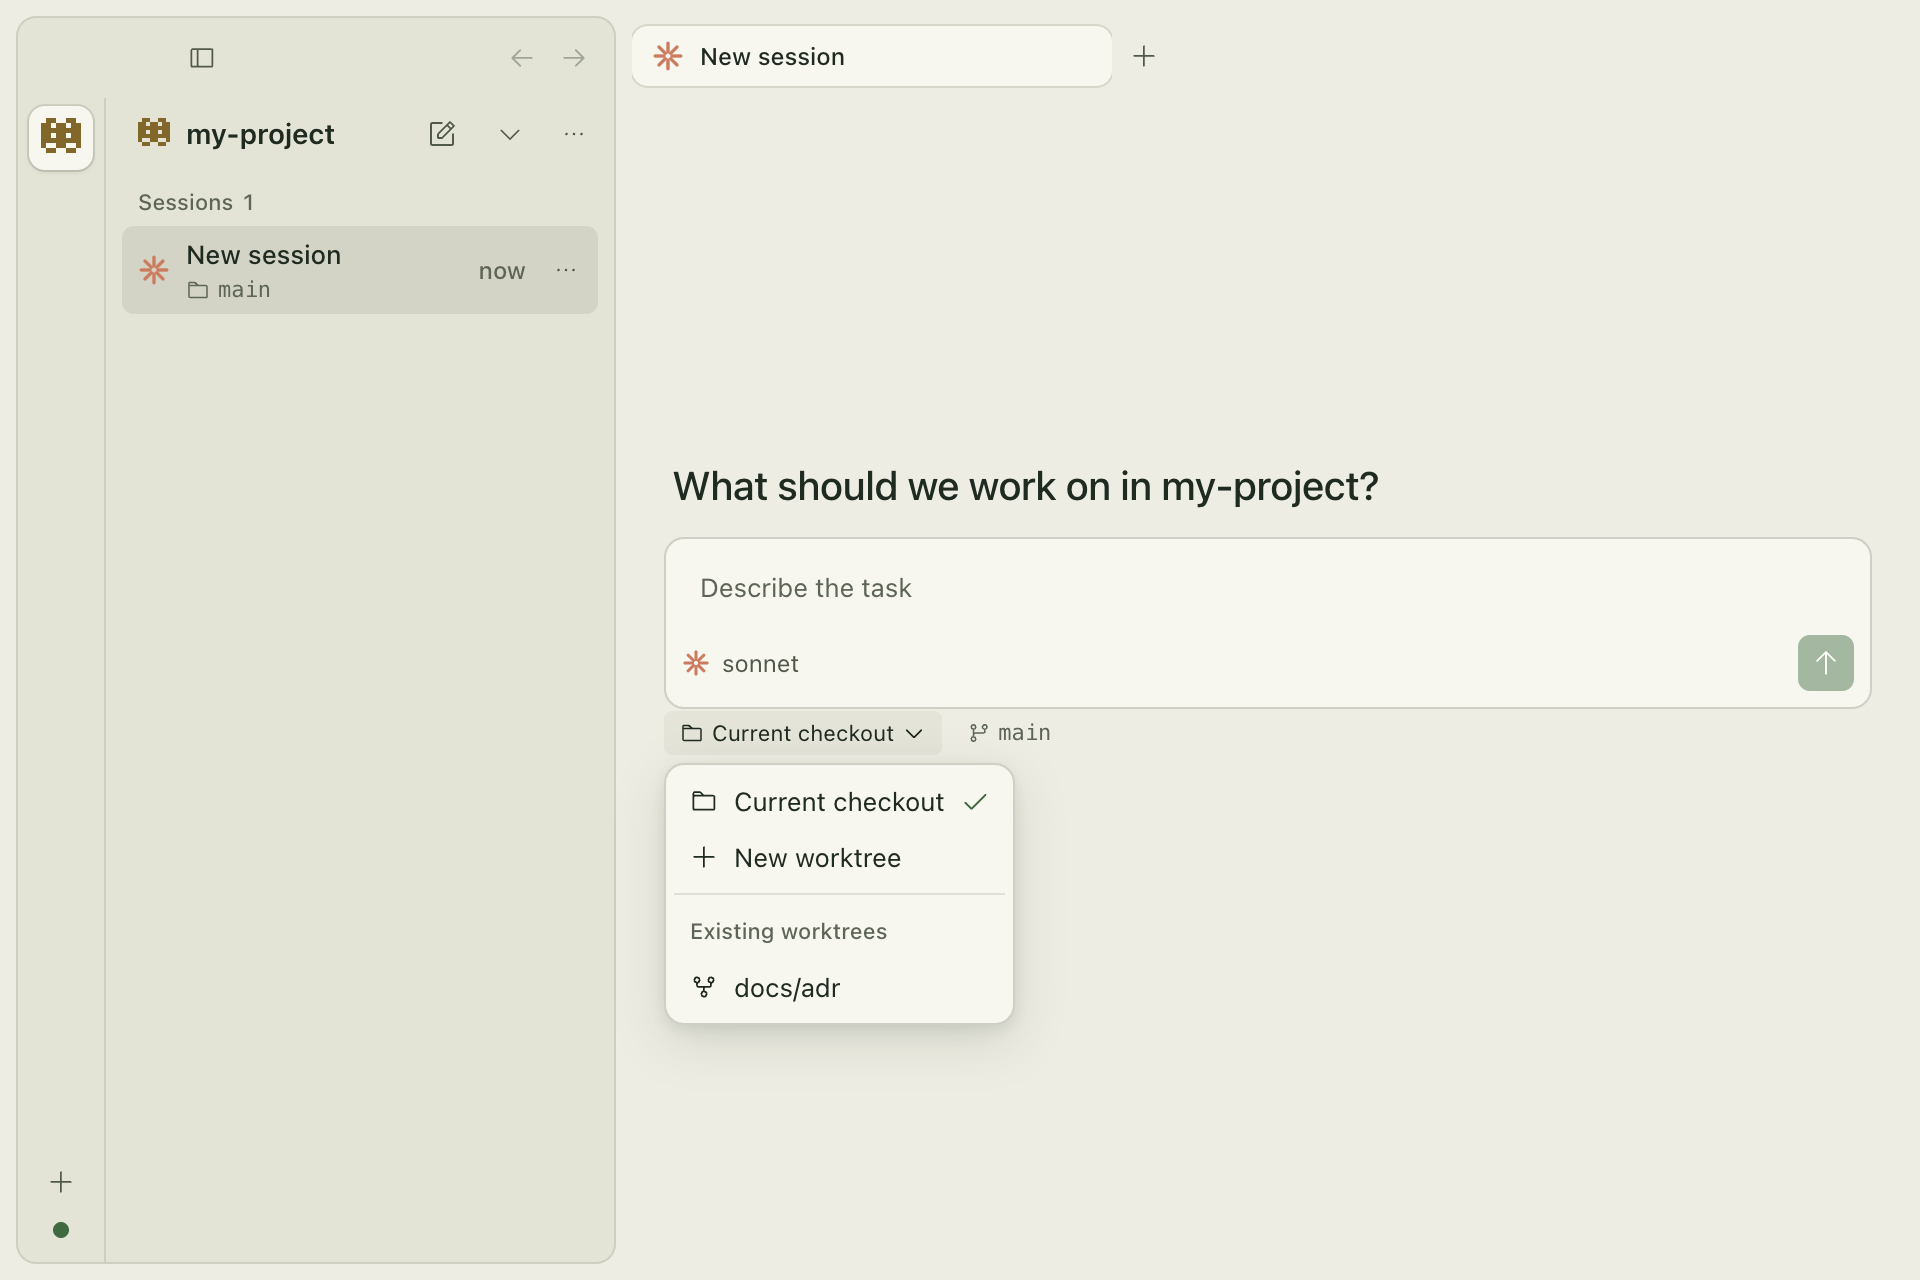 New session
my-project
Sessions 1
New session
now
main
What should we work on in my-project?
Describe the task
sonnet
Current checkout
main
Current checkout
New worktree
Existing worktrees
docs/adr